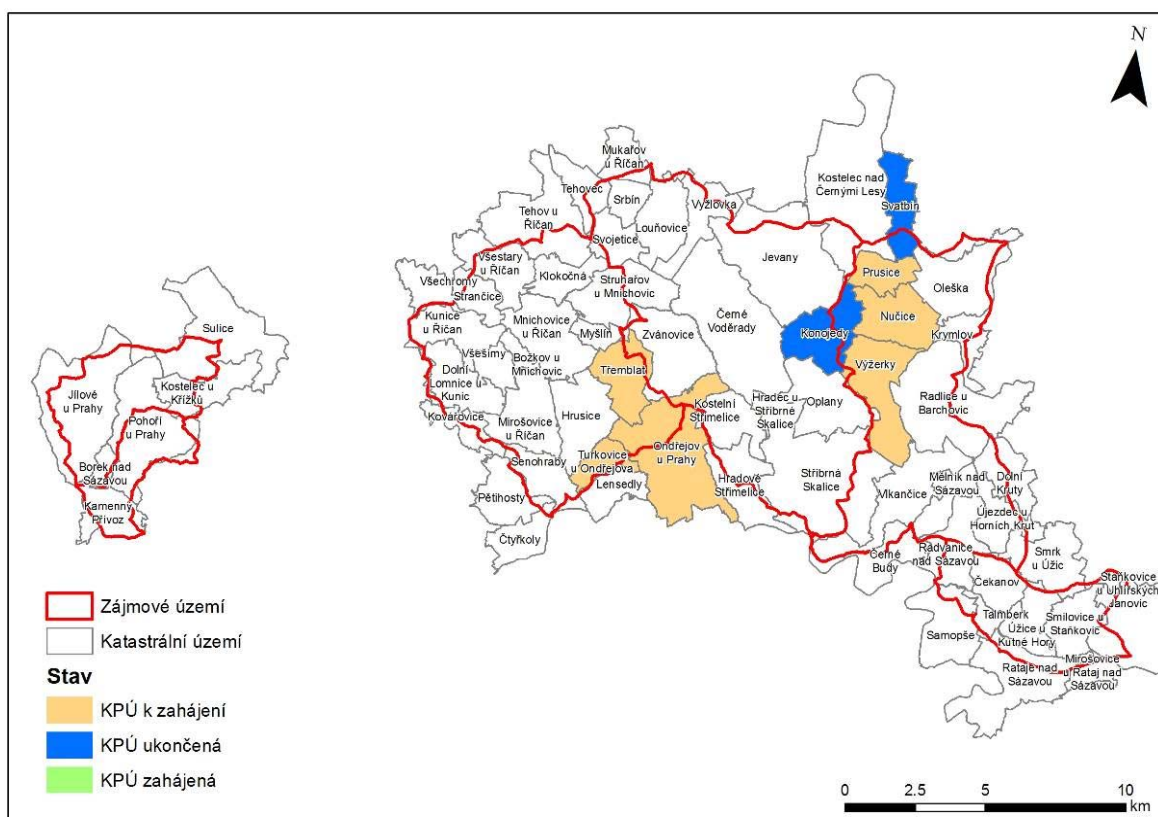 N
Mukařov
u Říčan
Kostelec nad
Černými Lesy
Tehovec
Srbín
Vyžlovka
Svatbín
Tehov u
Říčan
Louňovice
Svojetice
Jevany
Všestary
u Říčan
Prusice
Klokočná
Struhařov
u Mnichovic
Všechromy
Strančice
Oleška
Sulice
Kunice u
Říčan
Mnichovice
u Říčan
Myšlín
Zvánovice
Černé
Voděrady
Nučice
Konojedy
Krymlov
Všešimy
Božkov u
Mnichovic
Třemblat
Výžerky
Dolní
Lomnice u
Kunic
Kostelec u
Křížků
Jílové
u Prahy
Kovářovice
Mirošovice
u Říčan
Hrusice
Kostelní
Střimelice
Hradec u
Stříbrné
Skalice
Oplany
Radlice u
Barchovic
Pohoří
u Prahy
Ondřejov
u Prahy
Turkovice
u Ondřejova
Senohraby
Lensedly
Borek nad
Sázavou
Stříbrná
Skalice
Mělník nad
Sázavou
Dolní
Kruty
Pětihosty
Hradové
Střimelice
Vlkančice
Kamenný
Přívoz
Újezdec u
Horních Krut
Čtyřkoly
Černé
Budy
Radvanice
nad Sázavou
Smrk
u Úžic
Čekanov
Staňkovice
u Uhlířských
Janovic
Talmberk
Úžice u
Kutné Hory
Smilovice u
Staňkovic
Samopše
Rataje nad
Sázavou
Mirošovice
u Rataj nad
Sázavou
Zájmové území
Katastrální území
Stav
KPÚ k zahájení
KPÚ ukončená
KPÚ zahájená
0 2.5 5 10
km